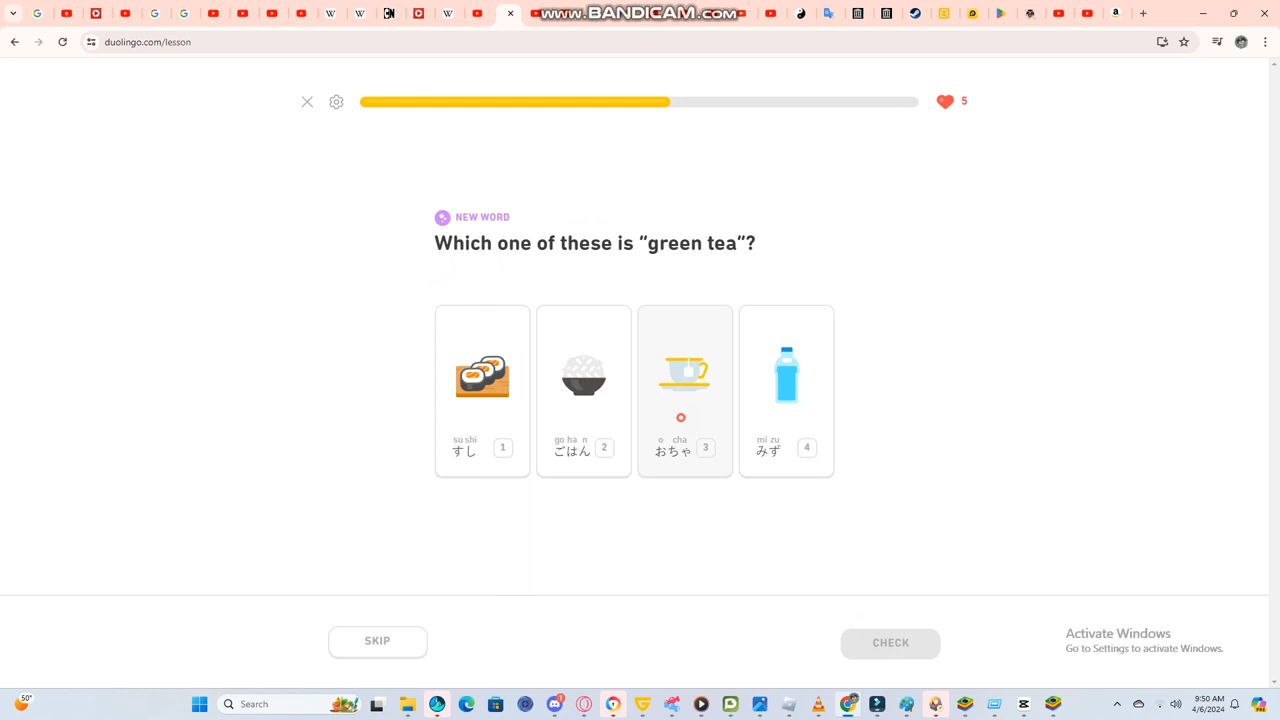 www.BANDICAM.com
duolingo.com/lesson
5
NEW WORD
Which one of these is "green tea"?
su shi
すし
1
go ha n
ごはん
2
o cha
おちゃ
3
mi zu
みず
4
SKIP
CHECK
Activate Windows
Go to Settings to activate Windows.
50°
Search
1
9:50 AM
4/6/2024